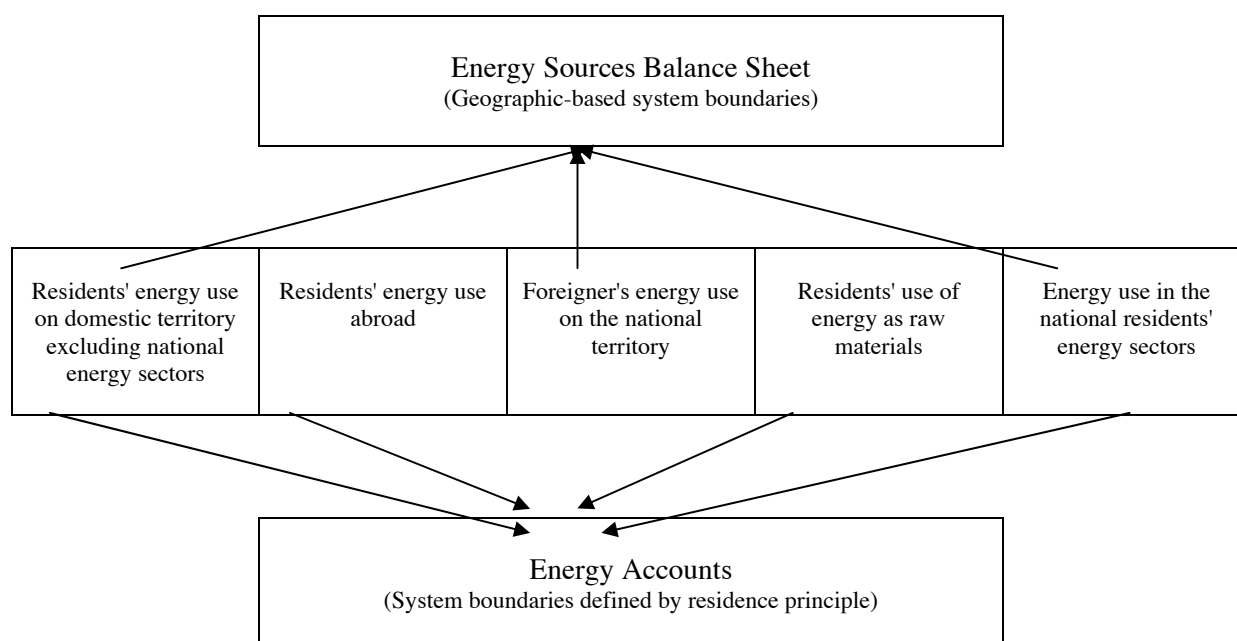 Energy Sources Balance Sheet
(Geographic-based system boundaries)
Residents' energy use
on domestic territory
excluding national
energy sectors
Residents' energy use
abroad
Foreigner's energy use
on the national
territory
Residents' use of
energy as raw
materials
Energy use in the
national residents'
energy sectors
Energy Accounts
(System boundaries defined by residence principle)